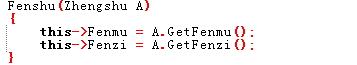 Fenshu(Zhengshu A)
{
this->Fenmu = A.GetFenmu();
this->Fenzi = A.GetFenzi();
}